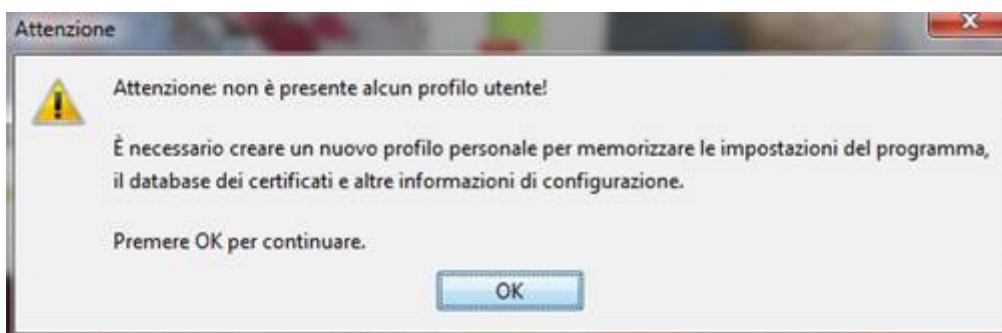 Attenzione
Attenzione: non è presente alcun profilo utente!
È necessario creare un nuovo profilo personale per memorizzare le impostazioni del programma,
il database dei certificati e altre informazioni di configurazione.
Premere OK per continuare.
OK